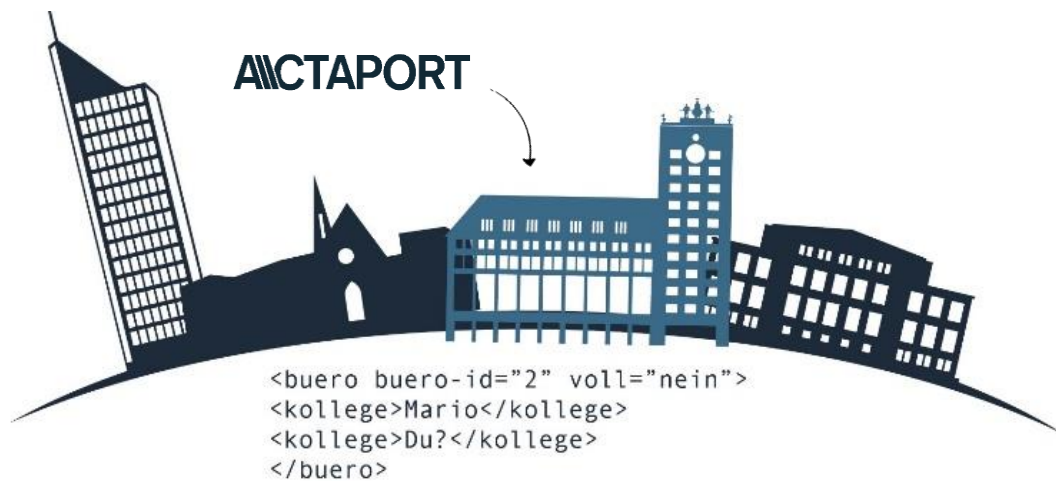 ACTAPORT
<buero buero-id=”2” voll=”nein”>
<kollege>Mario</kollege>
<kollege>Du?</kollege>
</buero>